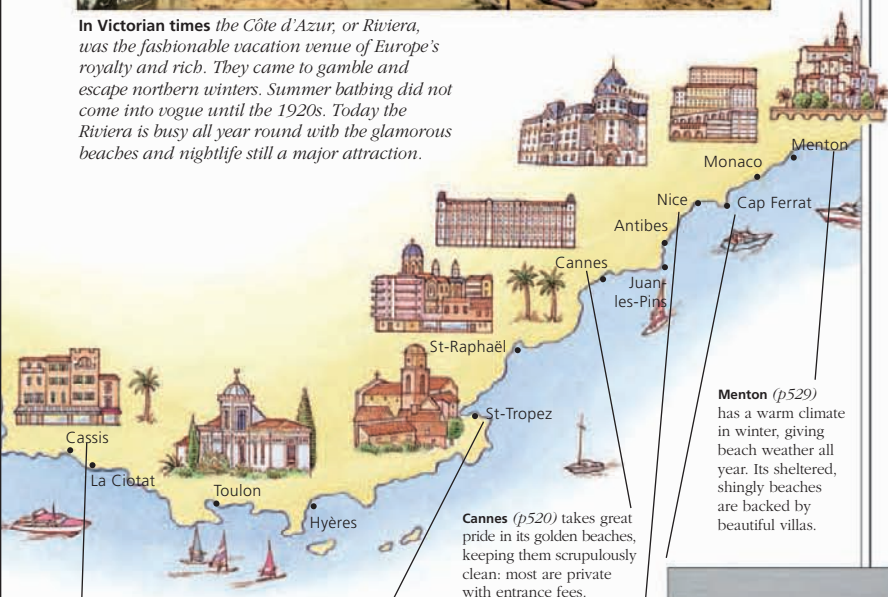 In Victorian times the Côte d'Azur, or Riviera,
was the fashionable vacation venue of Europe's
royalty and rich. They came to gamble and
escape northern winters. Summer bathing did not
come into vogue until the 1920s. Today the
Riviera is busy all year round with the glamorous
beaches and nightlife still a major attraction.
Menton
Monaco
Nice
Cap Ferrat
Antibes
Cannes
Juan-
les-Pins
St-Raphaël
St-Tropez
Cassis
La Ciotat
Toulon
Hyères
Menton (p529)
has a warm climate
in winter, giving
beach weather all
year. Its sheltered,
shingly beaches
are backed by
beautiful villas.
Cannes (p520) takes great
pride in its golden beaches,
keeping them scrupulously
clean: most are private
with entrance fees.